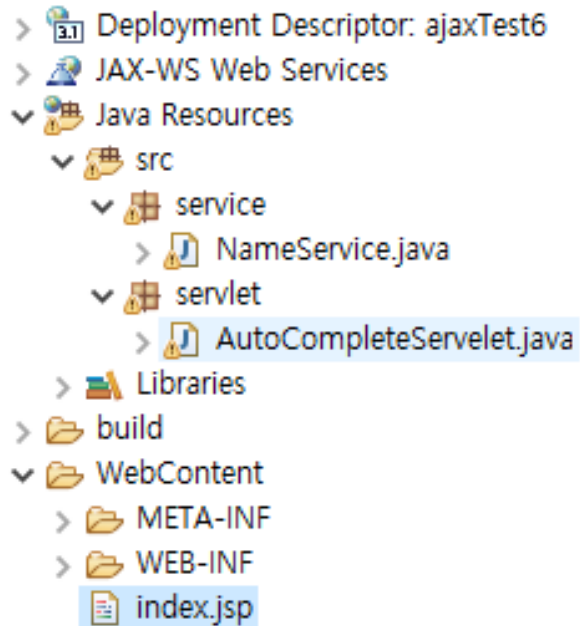 Deployment Descriptor: ajaxTest6
JAX-WS Web Services
Java Resources
src
service
NameService.java
servlet
AutoCompleteServelet.java
Libraries
build
WebContent
META-INF
WEB-INF
index.jsp